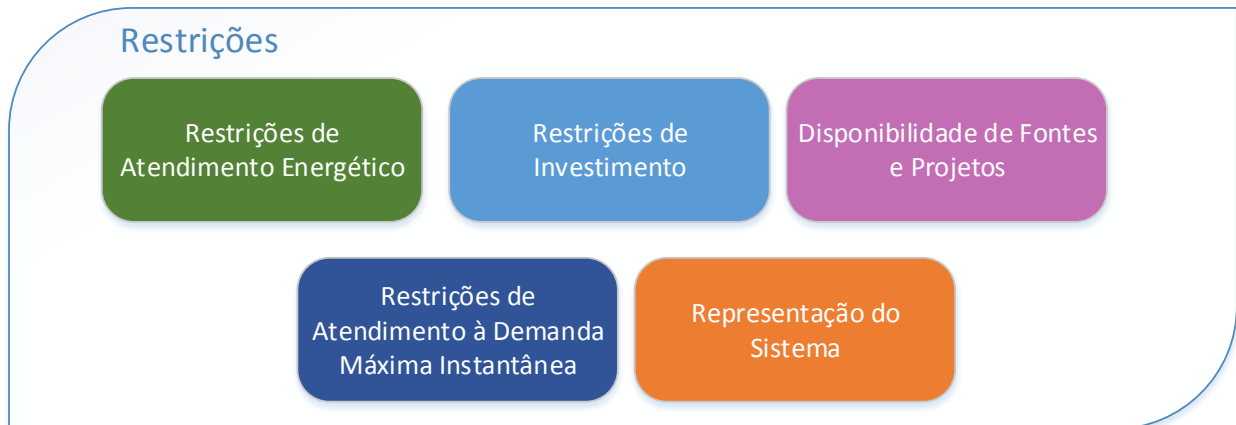 Restrições
Restrições de
Atendimento Energético
Restrições de
Investimento
Disponibilidade de Fontes
e Projetos
Restrições de
Atendimento à Demanda
Máxima Instantânea
Representação do
Sistema